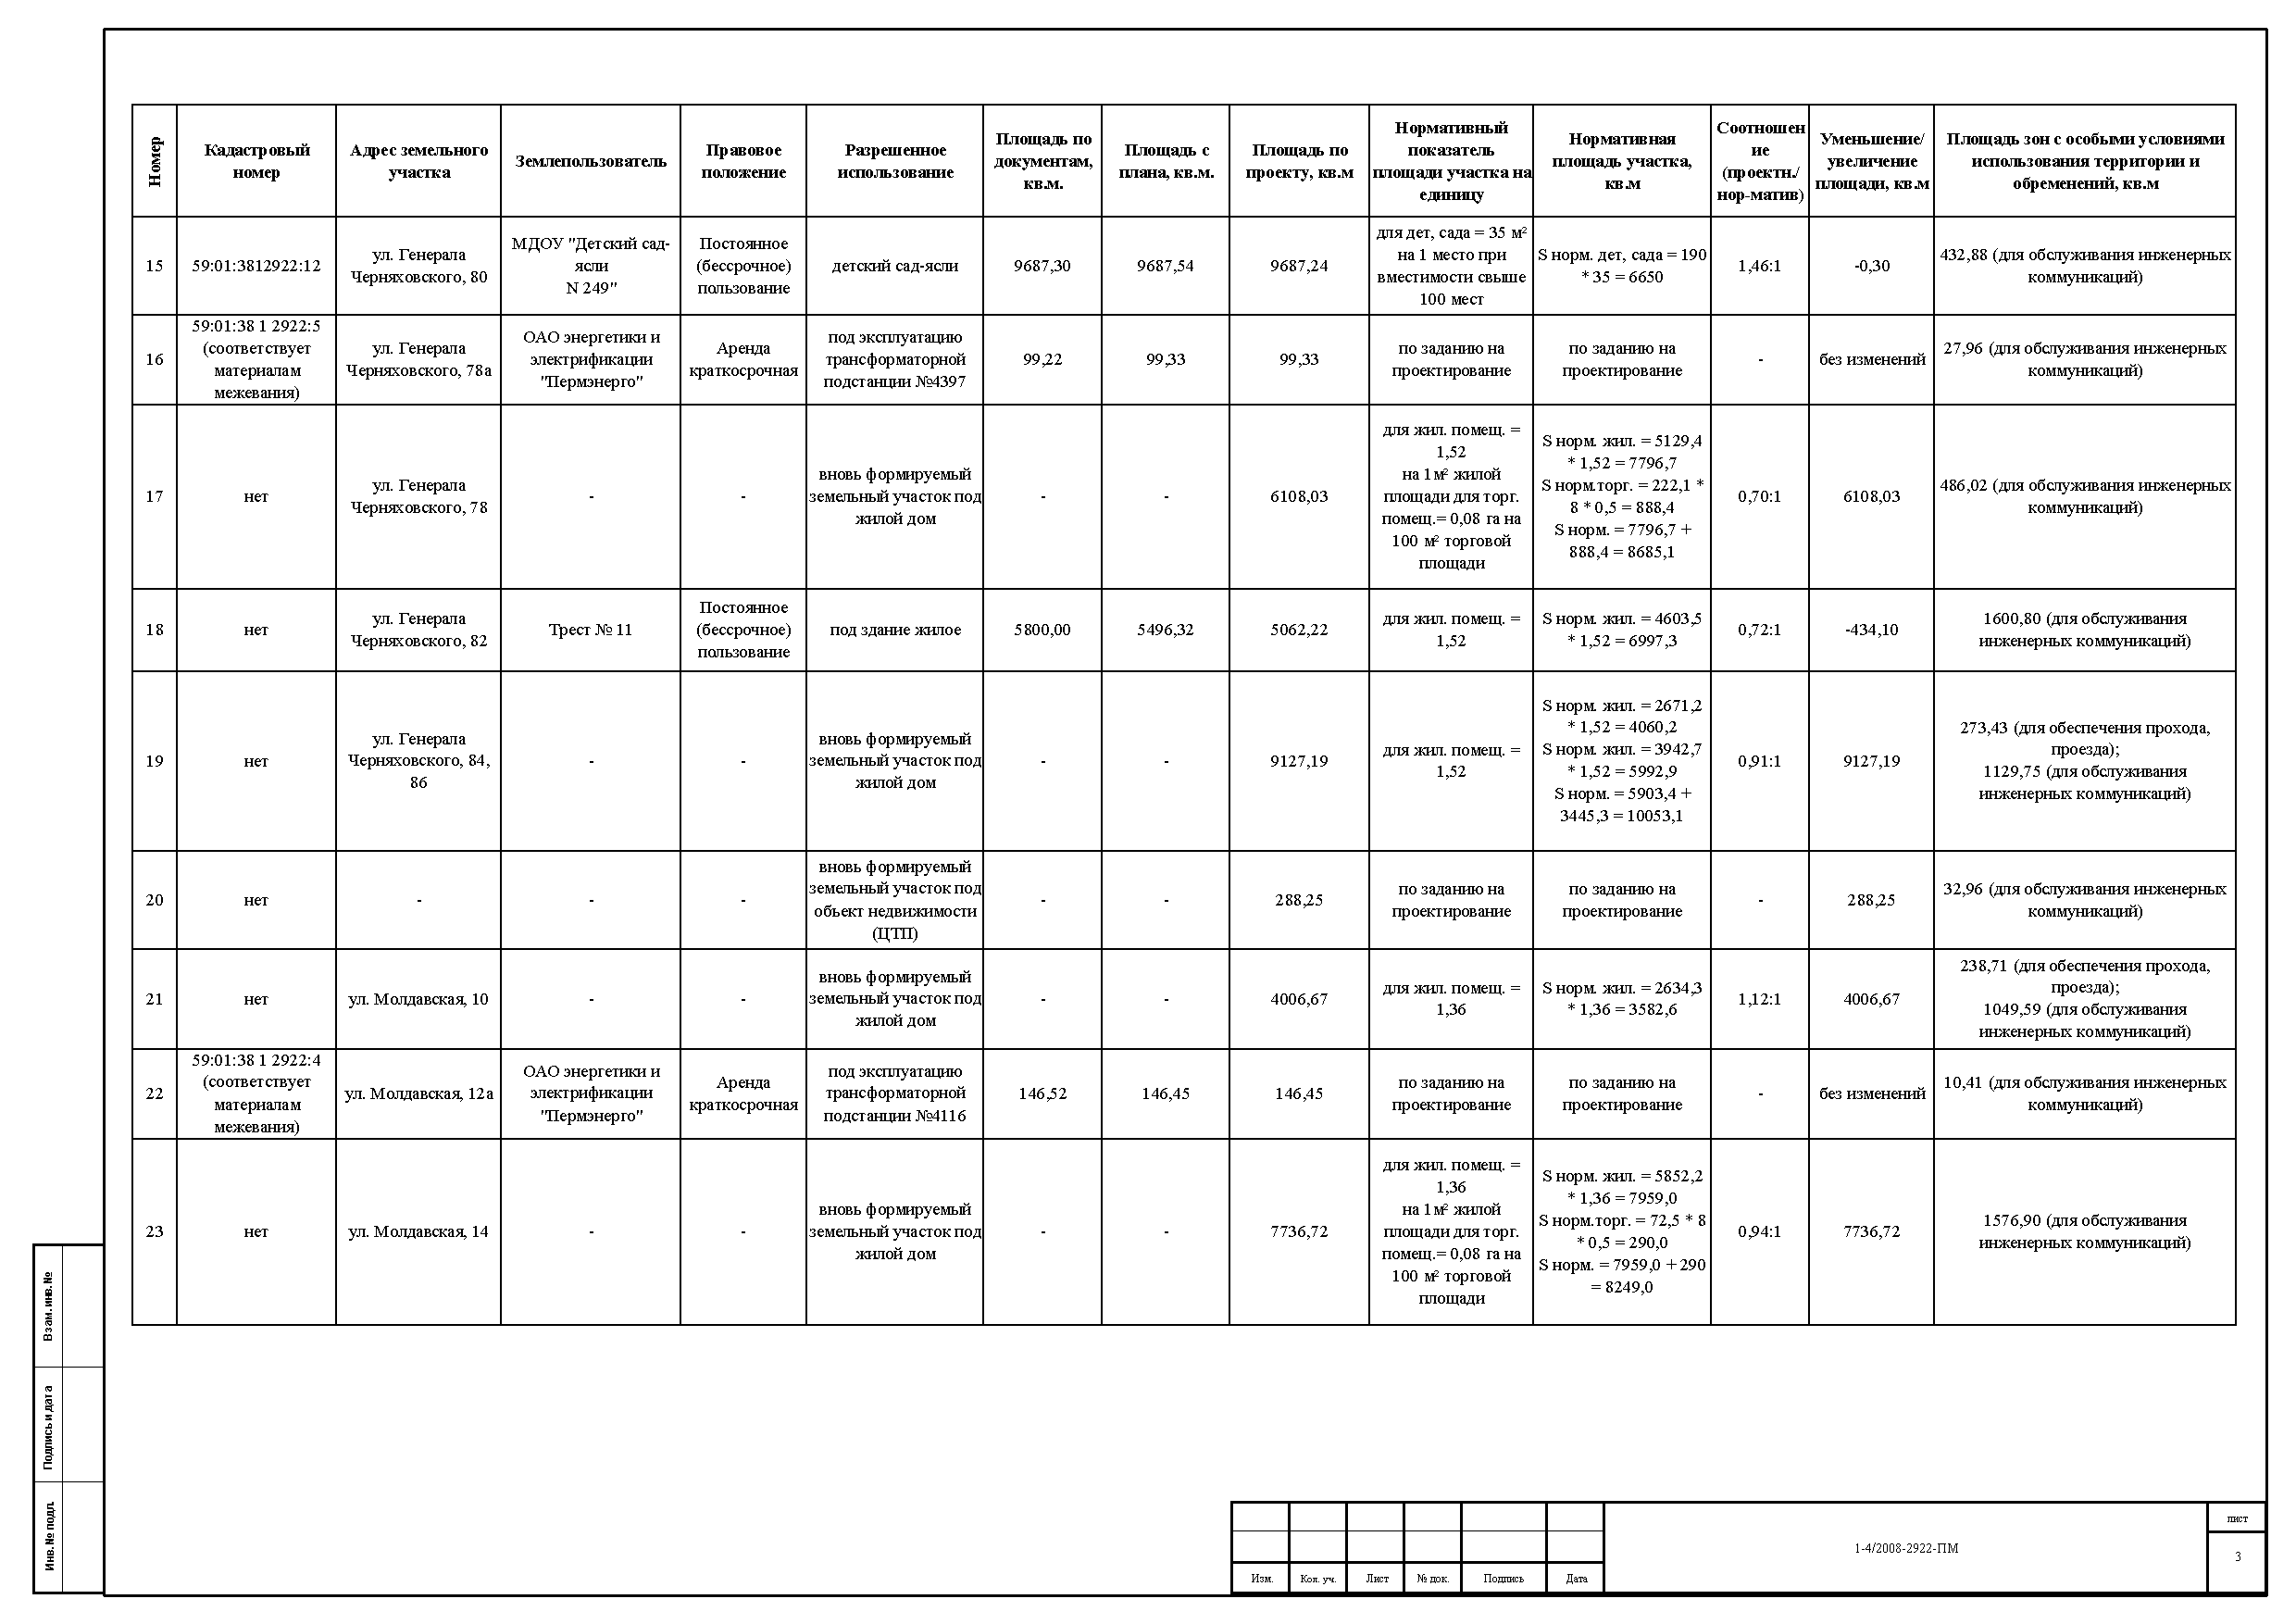 Номер
Кадастровый
номер
Адрес земельного
участка
Землепользователь
Правовое
положение
Разрешенное
использование
Площадь по
документам,
кв.м.
Площадь с
плана, кв.м.
Площадь по
проекту, кв.м
Нормативный
показатель
площади участка на
единицу
Нормативная
площадь участка,
кв.м
Соотношен
ие
(проектн./
нор-матив)
Уменьшение/
увеличение
площади, кв.м
Площадь зон с особыми условиями
использования территории и
обременений, кв.м
15
59:01:3812922:12
ул. Генерала
Черняховского, 80
МДОУ "Детский сад-
ясли
N 249"
Постоянное
(бессрочное)
пользование
детский сад-ясли
9687,30
9687,54
9687,24
для дет, сада = 35 м²
на 1 место при
вместимости свыше
100 мест
S норм. дет, сада = 190
* 35 = 6650
1,46:1
-0,30
432,88 (для обслуживания инженерных
коммуникаций)
16
59:01:38 1 2922:5
(соответствует
материалам
межевания)
ул. Генерала
Черняховского, 78а
ОАО энергетики и
электрификации
"Пермэнерго"
Аренда
краткосрочная
под эксплуатацию
трансформаторной
подстанции №4397
99,22
99,33
99,33
по заданию на
проектирование
по заданию на
проектирование
-
без изменений
27,96 (для обслуживания инженерных
коммуникаций)
17
нет
ул. Генерала
Черняховского, 78
-
-
вновь формируемый
земельный участок под
жилой дом
-
-
6108,03
для жил. помещ. =
1,52
на 1м² жилой
площади для торг.
помещ.= 0,08 га на
100 м² торговой
площади
S норм. жил. = 5129,4
* 1,52 = 7796,7
S норм.торг. = 222,1 *
8 * 0,5 = 888,4
S норм. = 7796,7 +
888,4 = 8685,1
0,70:1
6108,03
486,02 (для обслуживания инженерных
коммуникаций)
18
нет
ул. Генерала
Черняховского, 82
Трест № 11
Постоянное
(бессрочное)
пользование
под здание жилое
5800,00
5496,32
5062,22
для жил. помещ. =
1,52
S норм. жил. = 4603,5
* 1,52 = 6997,3
0,72:1
-434,10
1600,80 (для обслуживания
инженерных коммуникаций)
19
нет
ул. Генерала
Черняховского, 84,
86
-
-
вновь формируемый
земельный участок под
жилой дом
-
-
9127,19
для жил. помещ. =
1,52
S норм. жил. = 2671,2
* 1,52 = 4060,2
S норм. жил. = 3942,7
* 1,52 = 5992,9
S норм. = 5903,4 +
3445,3 = 10053,1
0,91:1
9127,19
273,43 (для обеспечения прохода,
проезда);
1129,75 (для обслуживания
инженерных коммуникаций)
20
нет
-
-
-
вновь формируемый
земельный участок под
объект недвижимости
(ЦТП)
-
-
288,25
по заданию на
проектирование
по заданию на
проектирование
-
288,25
32,96 (для обслуживания инженерных
коммуникаций)
21
нет
ул. Молдавская, 10
-
-
вновь формируемый
земельный участок под
жилой дом
-
-
4006,67
для жил. помещ. =
1,36
S норм. жил. = 2634,3
* 1,36 = 3582,6
1,12:1
4006,67
238,71 (для обеспечения прохода,
проезда);
1049,59 (для обслуживания
инженерных коммуникаций)
22
59:01:38 1 2922:4
(соответствует
материалам
межевания)
ул. Молдавская, 12а
ОАО энергетики и
электрификации
"Пермэнерго"
Аренда
краткосрочная
под эксплуатацию
трансформаторной
подстанции №4116
146,52
146,45
146,45
по заданию на
проектирование
по заданию на
проектирование
-
без изменений
10,41 (для обслуживания инженерных
коммуникаций)
23
нет
ул. Молдавская, 14
-
-
вновь формируемый
земельный участок под
жилой дом
-
-
7736,72
для жил. помещ. =
1,36
на 1м² жилой
площади для торг.
помещ.= 0,08 га на
100 м² торговой
площади
S норм. жил. = 5852,2
* 1,36 = 7959,0
S норм.торг. = 72,5 * 8
* 0,5 = 290,0
S норм. = 7959,0 + 290
= 8249,0
0,94:1
7736,72
1576,90 (для обслуживания
инженерных коммуникаций)
Взам. инв. №
Подпись и дата
Инв. № подл.
Изм.
Кол. уч.
Лист
№ док.
Подпись
Дата
1-4/2008-2922-ПМ
лист
3